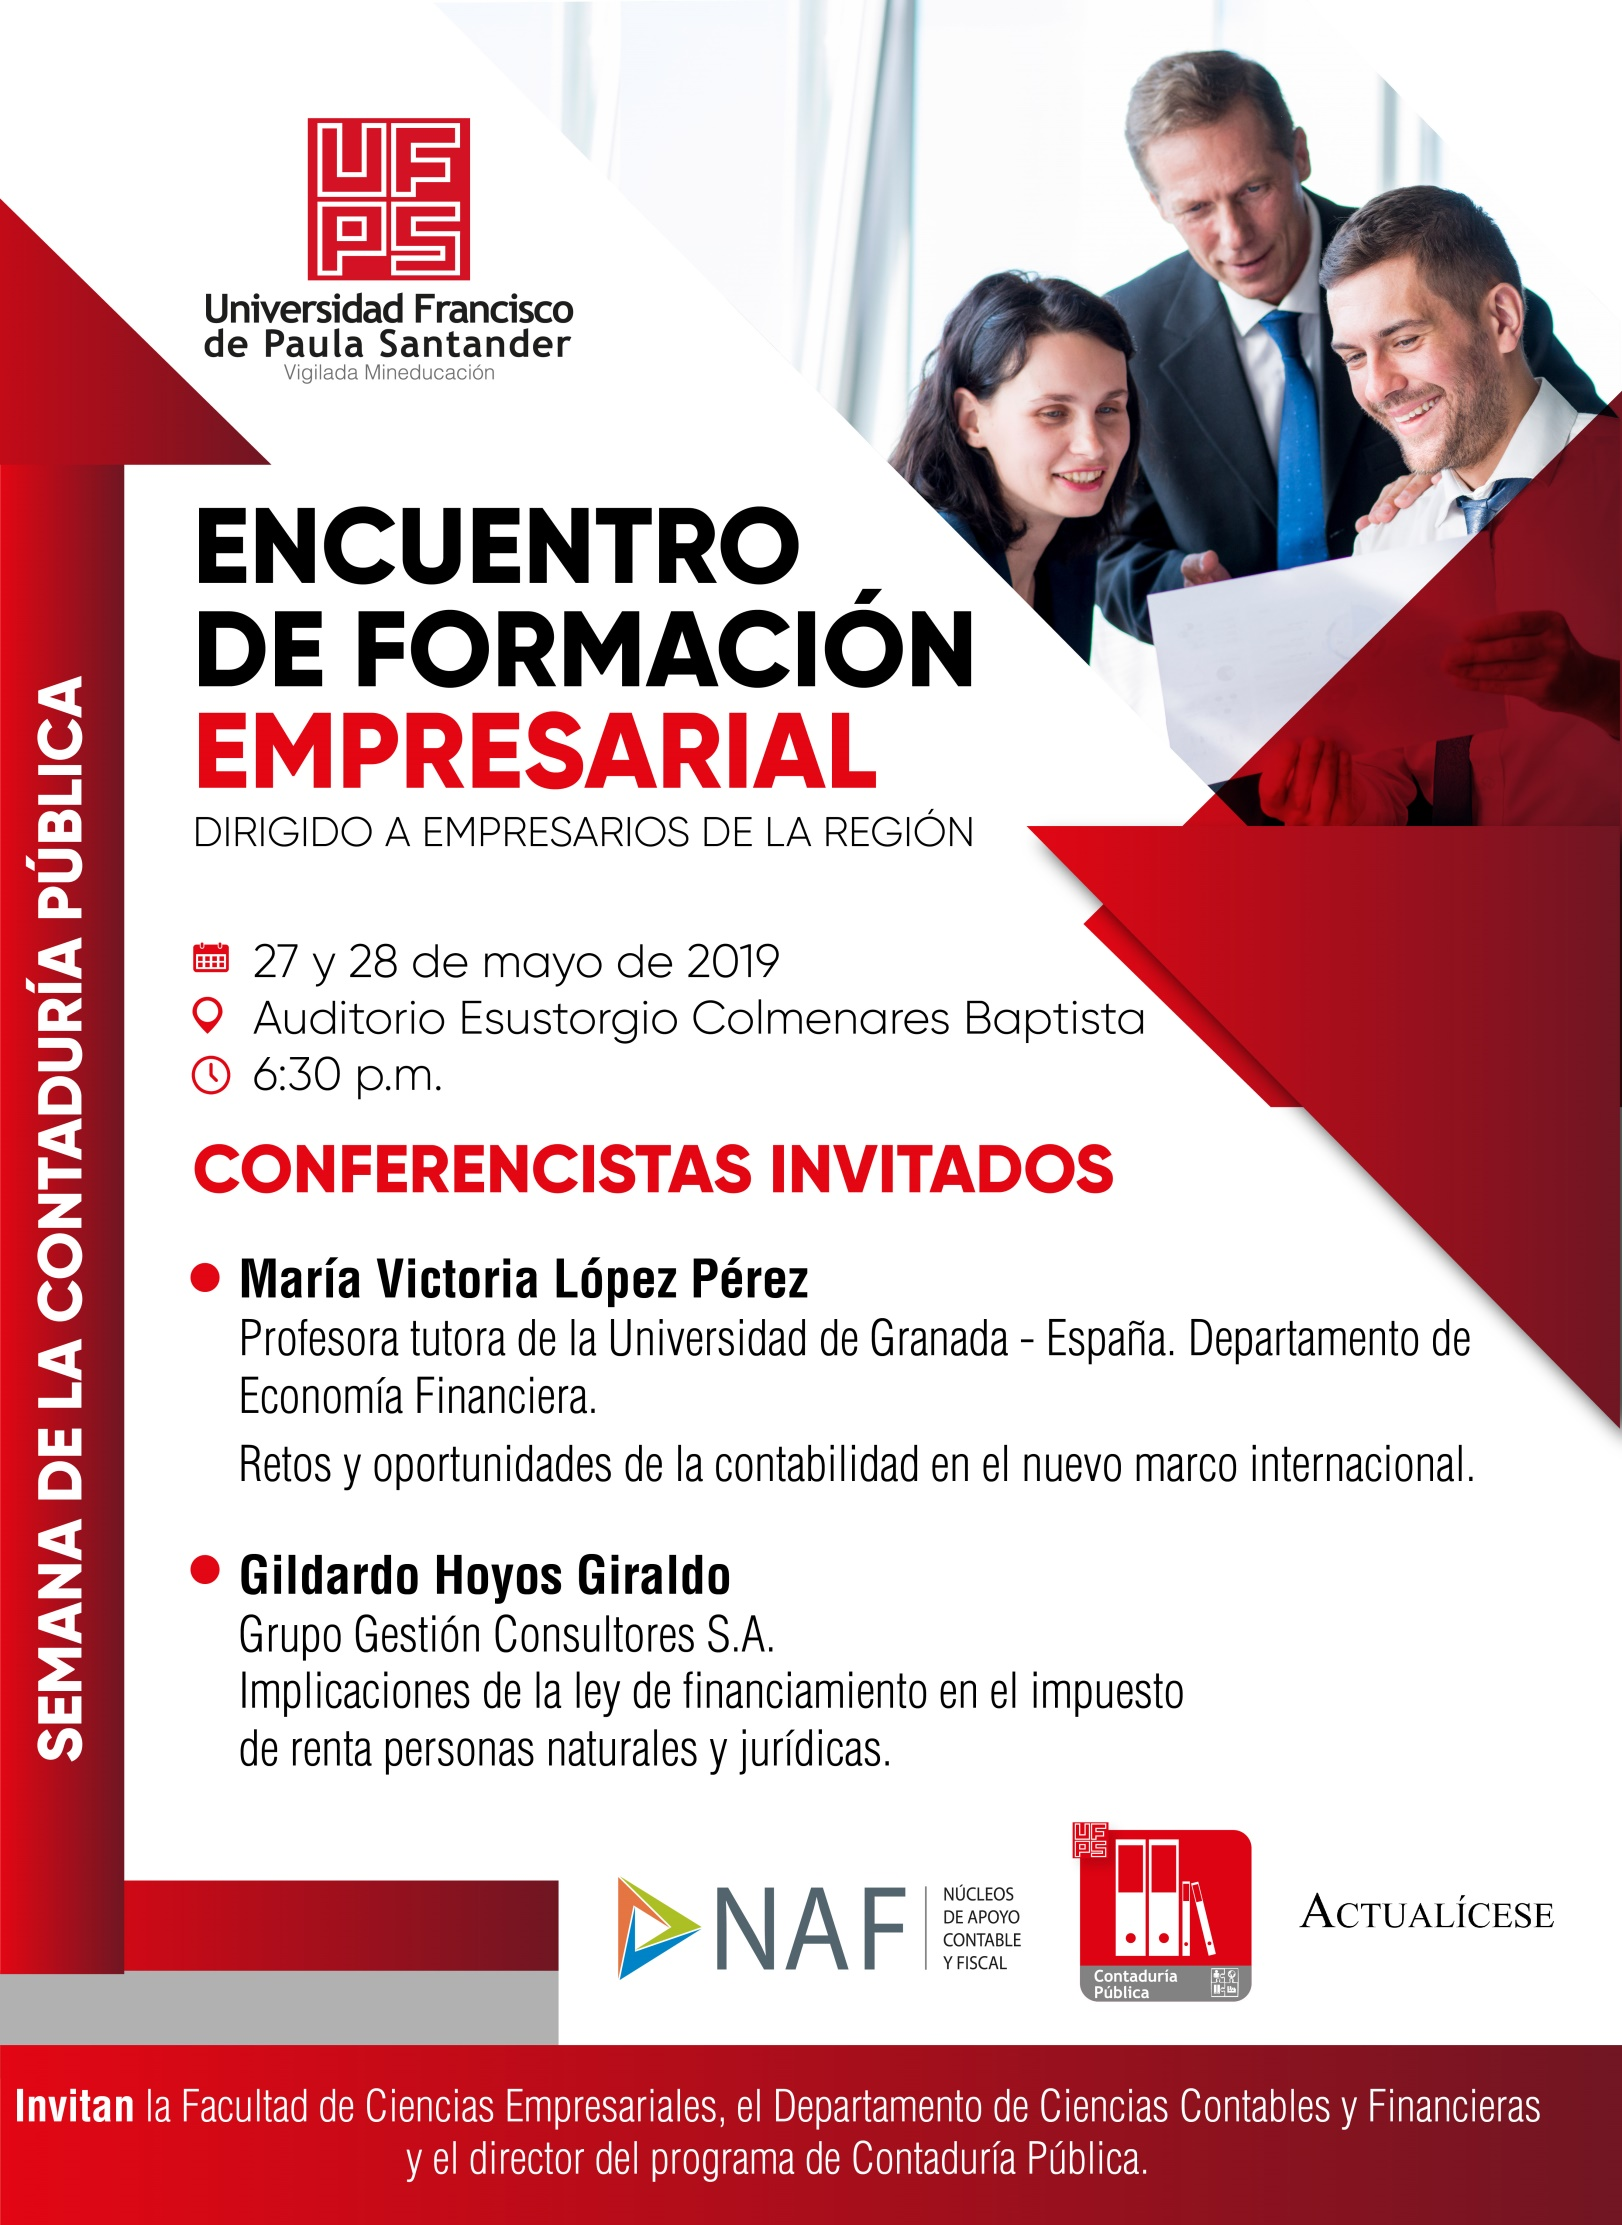 UFPS
Universidad Francisco
de Paula Santander
Vigilada Mineducación
ENCUENTRO
DE FORMACIÓN
EMPRESARIAL
DIRIGIDO A EMPRESARIOS DE LA REGIÓN
SEMANA DE LA CONTADURÍA PÚBLICA
27 y 28 de mayo de 2019
Auditorio Esustorgio Colmenares Baptista
6:30 p.m.
CONFERENCISTAS INVITADOS
María Victoria López Pérez
Profesora tutora de la Universidad de Granada - España. Departamento de
Economía Financiera.
Retos y oportunidades de la contabilidad en el nuevo marco internacional.
Gildardo Hoyos Giraldo
Grupo Gestión Consultores S.A.
Implicaciones de la ley de financiamiento en el impuesto
de renta personas naturales y jurídicas.
NAF
NÚCLEOS
DE APOYO
CONTABLE
Y FISCAL
UFPS
Contaduría
Pública
ACTUALÍCESE
Invitan la Facultad de Ciencias Empresariales, el Departamento de Ciencias Contables y Financieras
y el director del programa de Contaduría Pública.